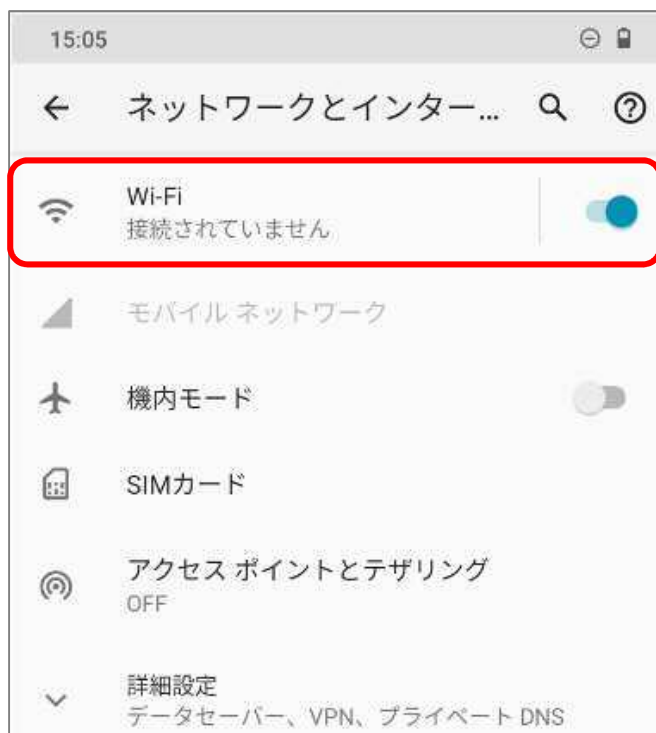 15:05
ネットワークとインター...
Wi-Fi
接続されていません
モバイル ネットワーク
機内モード
SIMカード
アクセス ポイントとテザリング
OFF
詳細設定
データセーバー、VPN、プライベート DNS